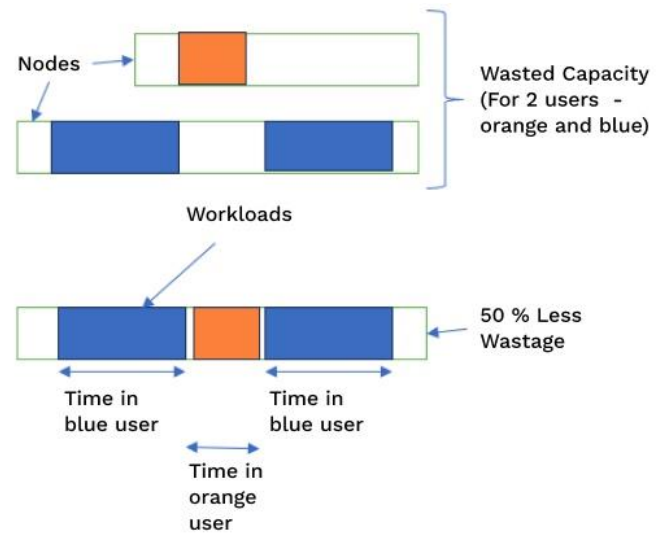 Nodes
Wasted Capacity
(For 2 users -
orange and blue)
Workloads
50 % Less
Wastage
Time in
blue user
Time in
blue user
Time in
orange
user